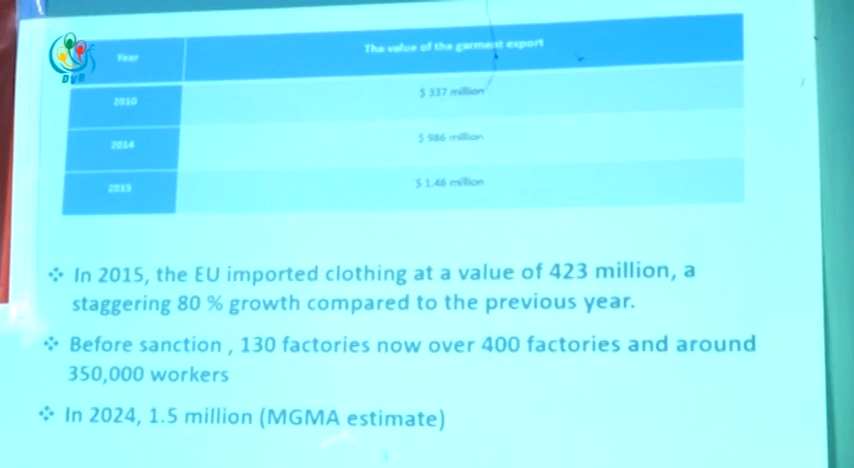 DVB
Year The value of the garment export
2010 $ 337 million
2014 $ 986 million
2015 $ 1.46 million
❖ In 2015, the EU imported clothing at a value of 423 million, a
staggering 80 % growth compared to the previous year.
❖ Before sanction , 130 factories now over 400 factories and around
350,000 workers
❖ In 2024, 1.5 million (MGMA estimate)
3